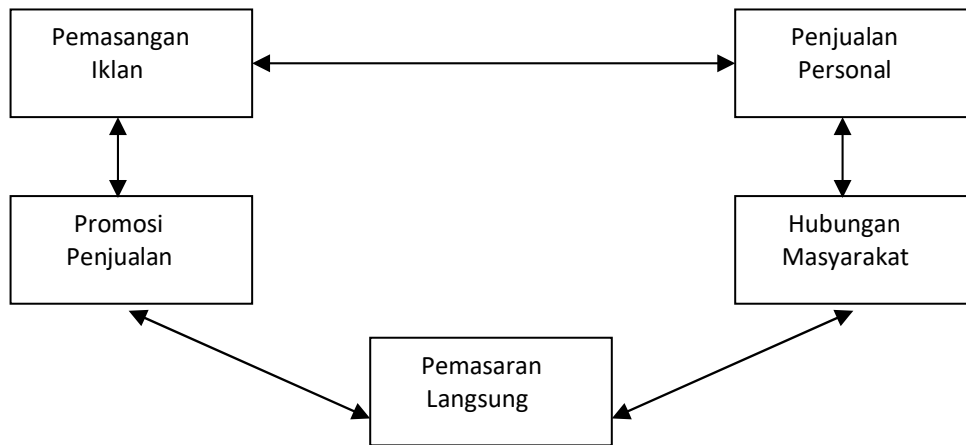 Pemasangan
Iklan
Penjualan
Personal
Promosi
Penjualan
Hubungan
Masyarakat
Pemasaran
Langsung